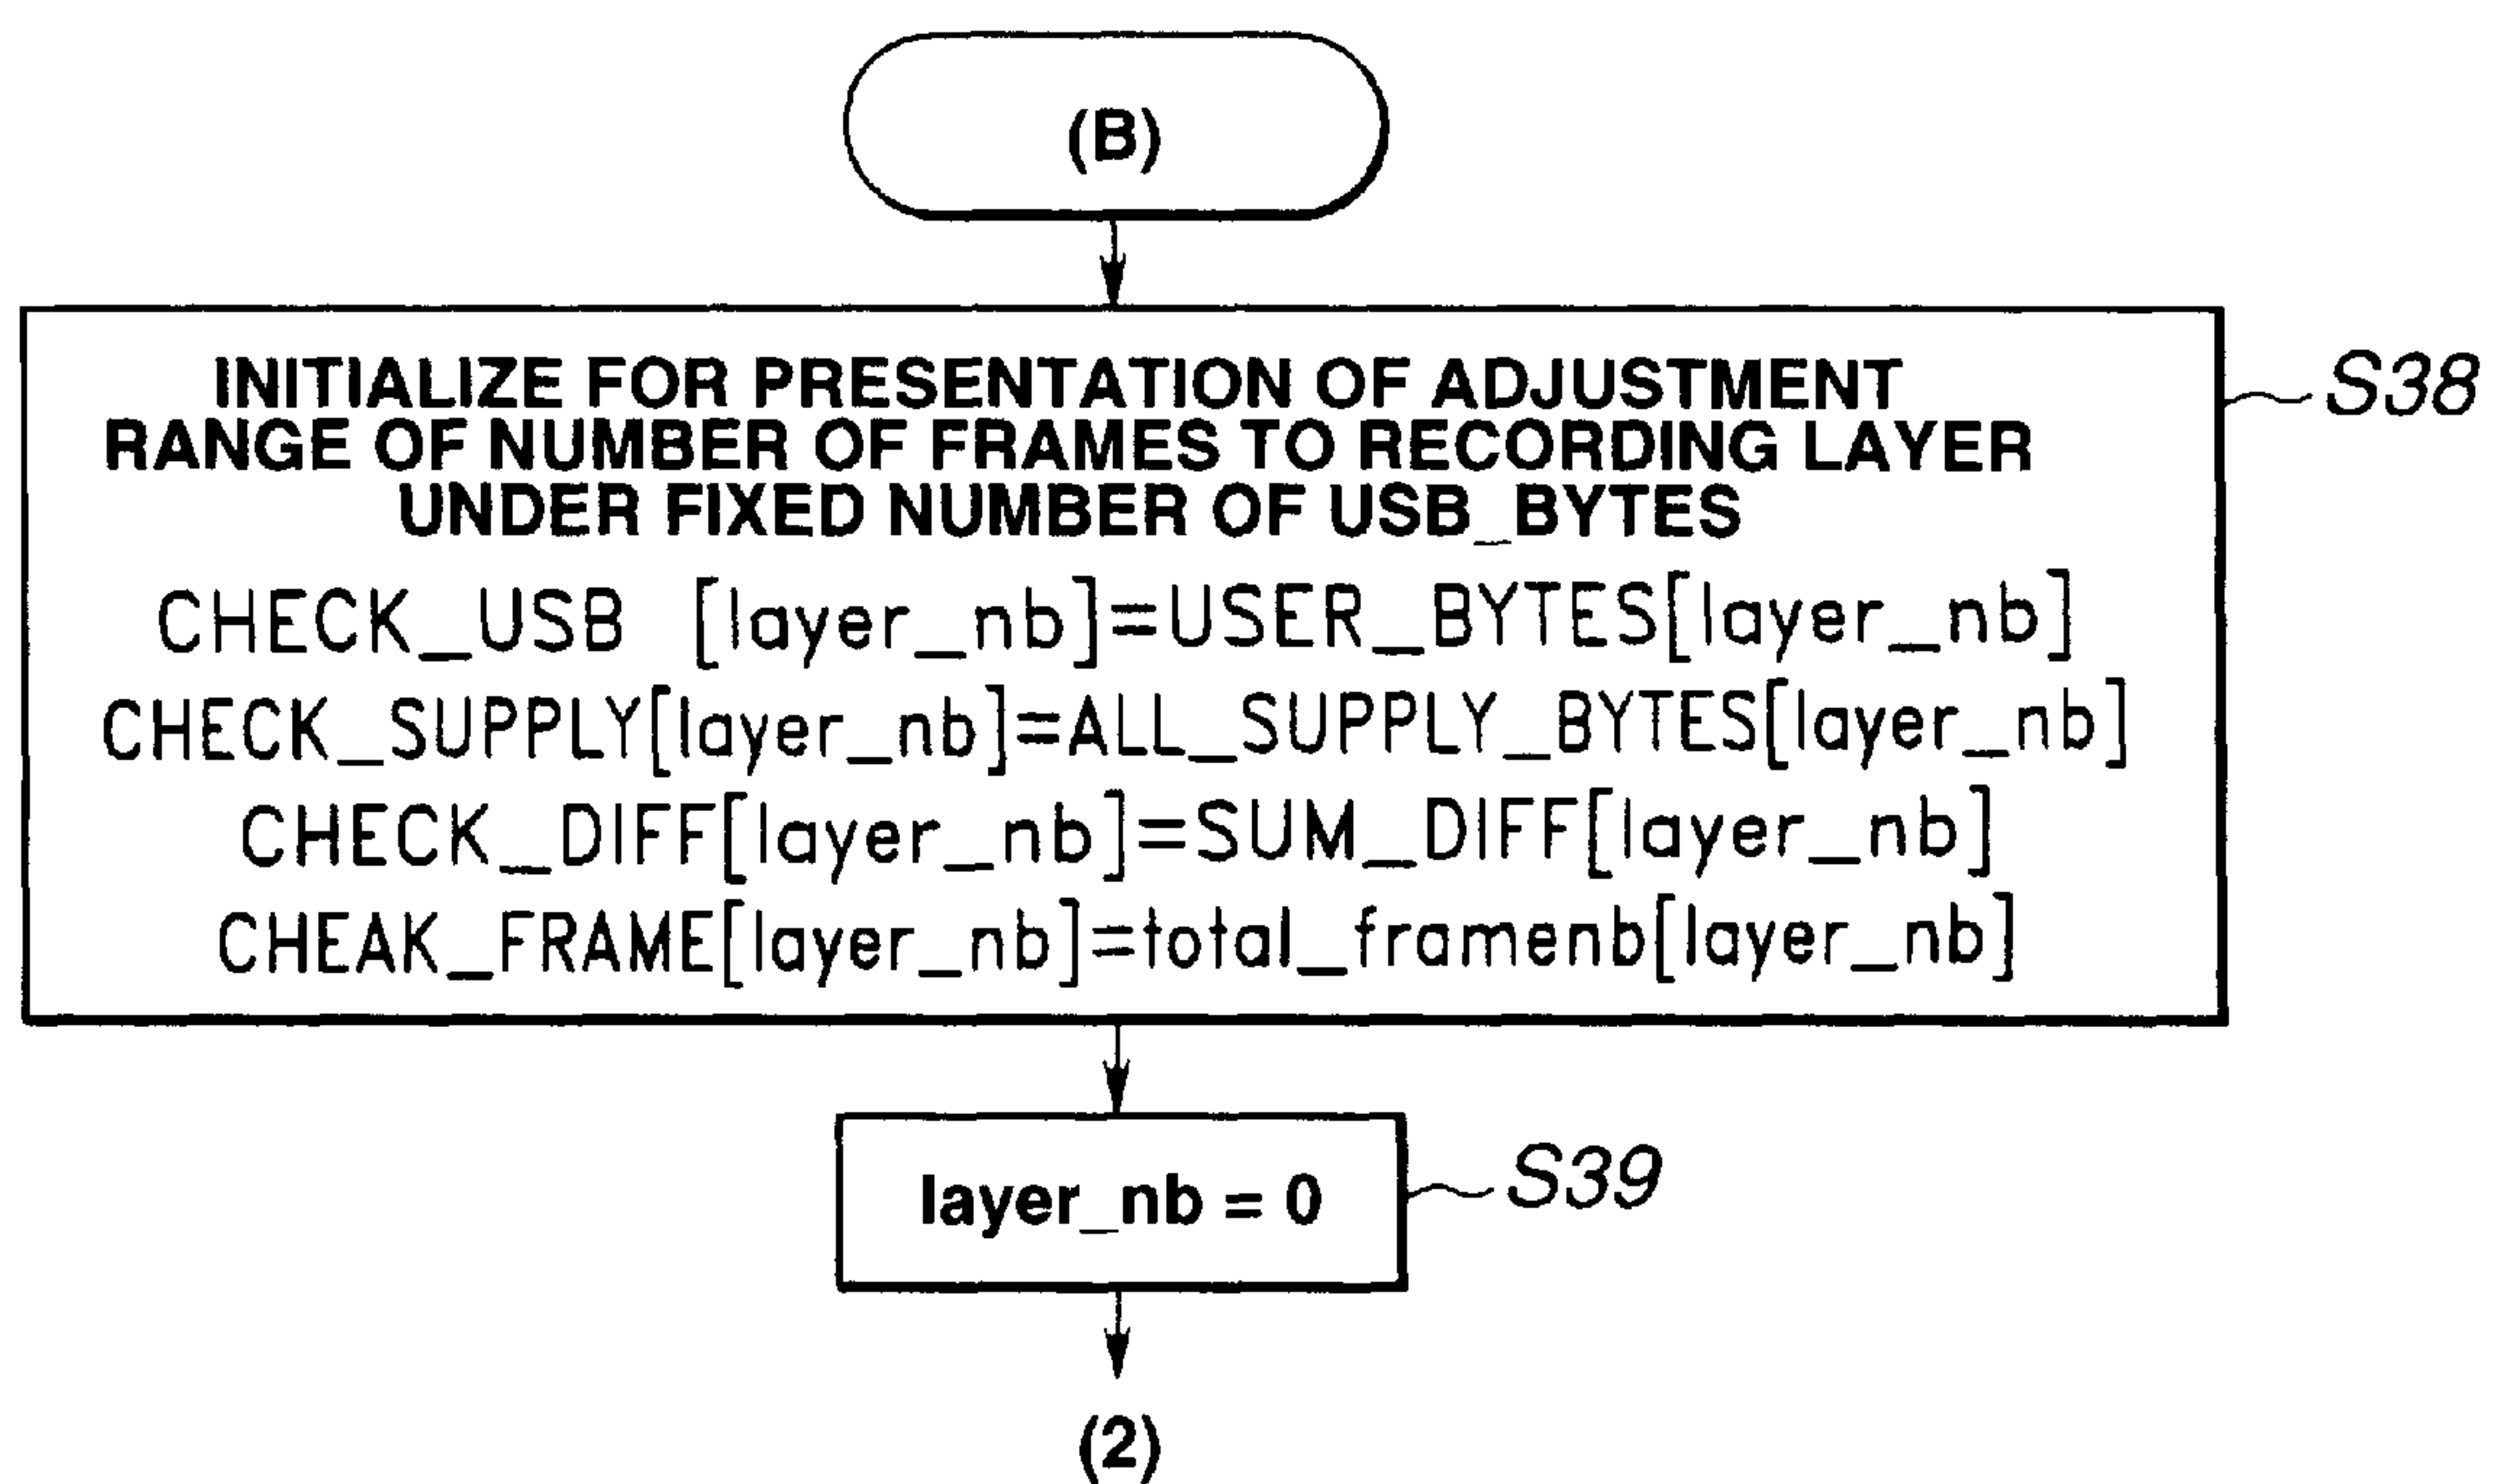 (B)
INITIALIZE FOR PRESENTATION OF ADJUSTMENT
RANGE OF NUMBER OF FRAMES TO RECORDING LAYER
UNDER FIXED NUMBER OF USB_BYTES
S38
CHECK_USB [layer_nb]=USER_BYTES[layer_nb]
CHECK_SUPPLY[layer_nb]=ALL_SUPPLY_BYTES[layer_nb]
CHECK_DIFF[layer_nb]=SUM_DIFF[layer_nb]
CHEAK_FRAME[layer_nb]=total_framenb[layer_nb]
layer_nb = 0
S39
(2)